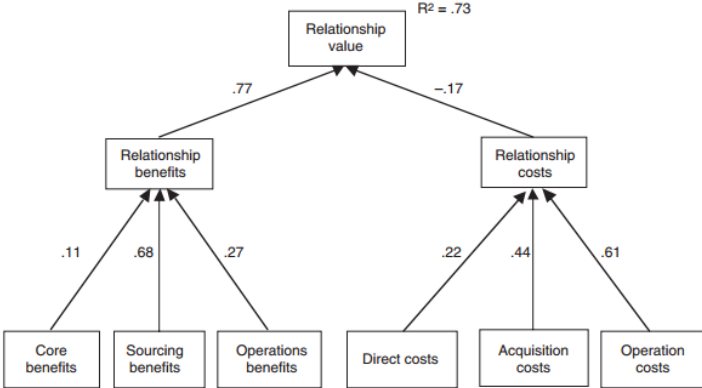 R² = .73
Relationship
value
.77
–.17
Relationship
benefits
Relationship
costs
.11
.68
.27
.22
.44
.61
Core
benefits
Sourcing
benefits
Operations
benefits
Direct costs
Acquisition
costs
Operation
costs